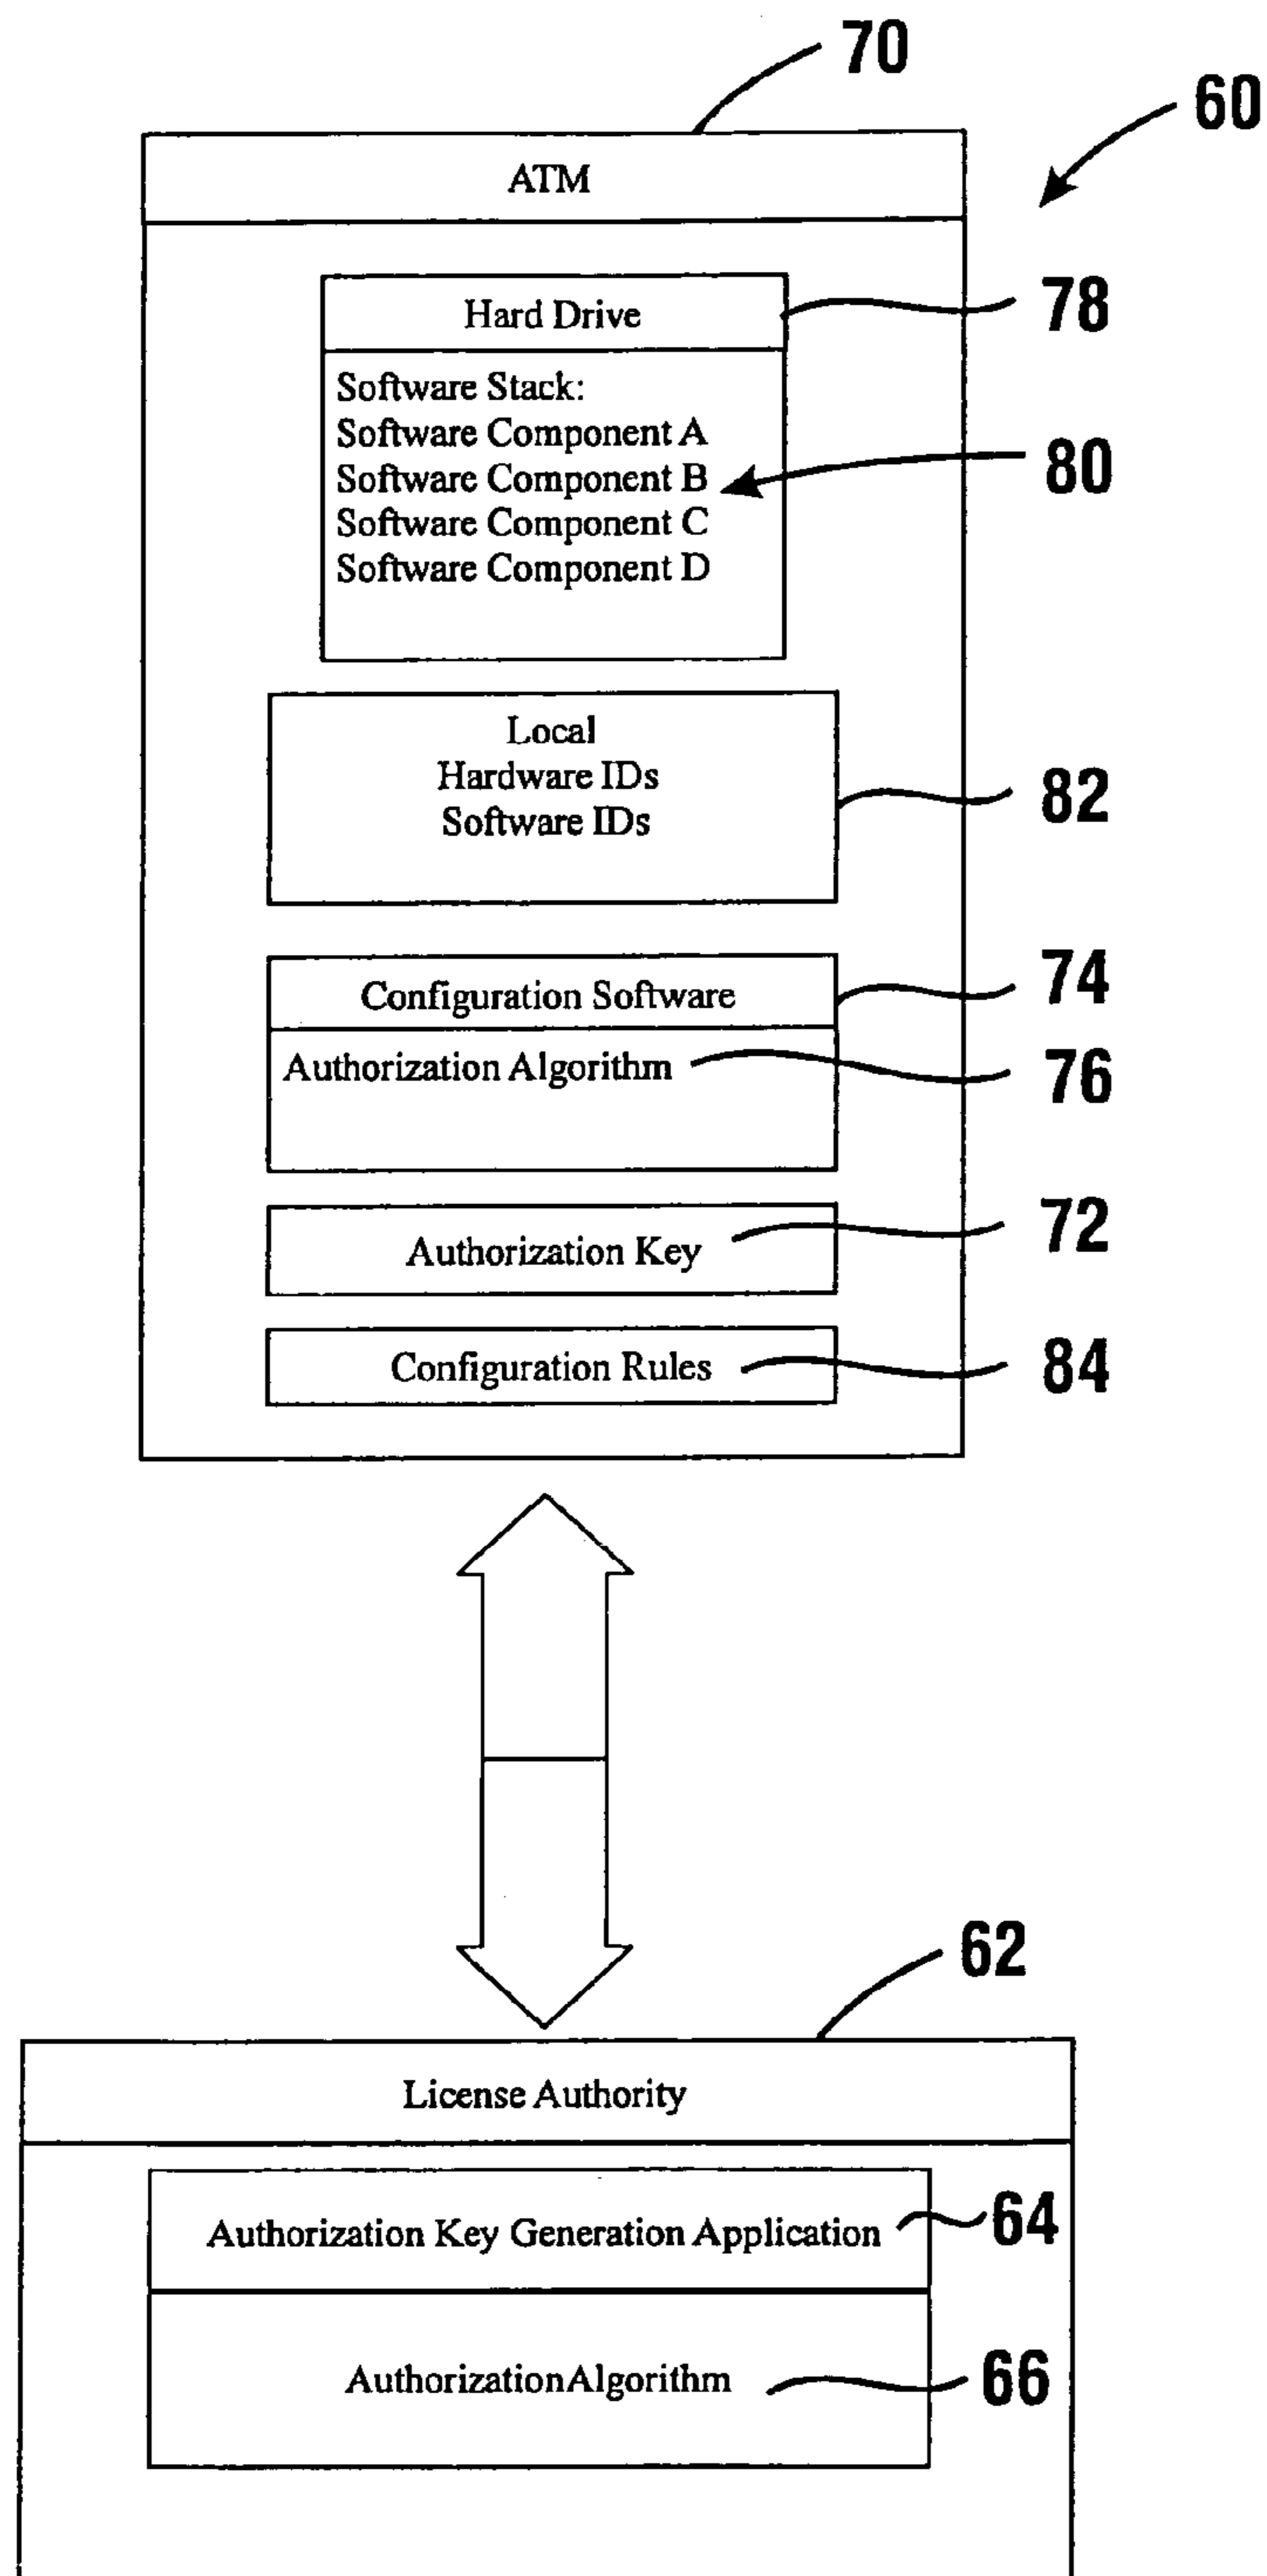 70
60
ATM
Hard Drive
78
Software Stack:
Software Component A
Software Component B
80
Software Component C
Software Component D
Local
Hardware IDs
Software IDs
82
Configuration Software
74
Authorization Algorithm
76
Authorization Key
72
Configuration Rules
84
62
License Authority
Authorization Key Generation Application
64
AuthorizationAlgorithm
66